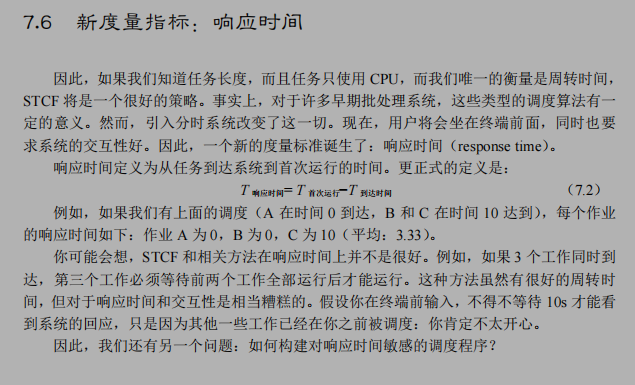 7.6 新度量指标：响应时间
因此，如果我们知道任务长度，而且任务只使用 CPU，而我们唯一的衡量是周转时间，
STCF 将是一个很好的策略。事实上，对于许多早期批处理系统，这些类型的调度算法有一
定的意义。然而，引入分时系统改变了这一切。现在，用户将会坐在终端前面，同时也要
求系统的交互性好。因此，一个新的度量标准诞生了：响应时间（response time）。
响应时间定义为从任务到达系统到首次运行的时间。更正式的定义是：
T 响应时间= T 首次运行−T 到达时间 （7.2）
例如，如果我们有上面的调度（A 在时间 0 到达，B 和 C 在时间 10 达到），每个作业
的响应时间如下：作业 A 为 0，B 为 0，C 为 10（平均：3.33）。
你可能会想，STCF 和相关方法在响应时间上并不是很好。例如，如果 3 个工作同时到
达，第三个工作必须等待前两个工作全部运行后才能运行。这种方法虽然有很好的周转时
间，但对于响应时间和交互性是相当糟糕的。假设你在终端前输入，不得不等待 10s 才能看
到系统的回应，只是因为其他一些工作已经在你之前被调度：你肯定不太开心。
因此，我们还有另一个问题：如何构建对响应时间敏感的调度程序？